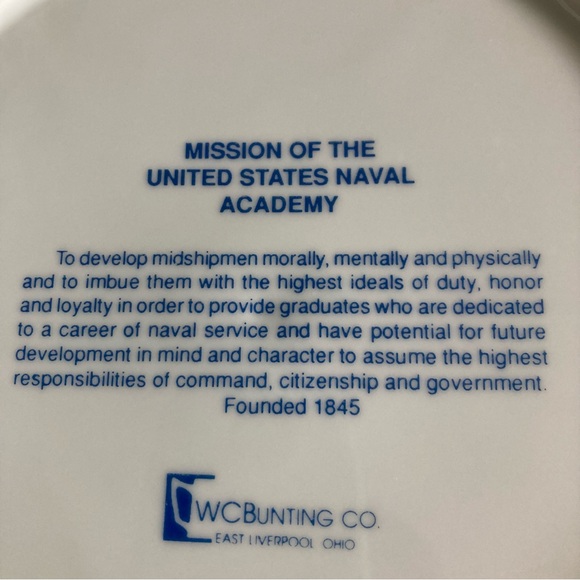 MISSION OF THE
UNITED STATES NAVAL
ACADEMY
To develop midshipmen morally, mentally and physically
and to imbue them with the highest ideals of duty, honor
and loyalty in order to provide graduates who are dedicated
to a career of naval service and have potential for future
development in mind and character to assume the highest
responsibilities of command, citizenship and government.
Founded 1845
WCBUNTING CO.
EAST LIVERPOOL OHIO